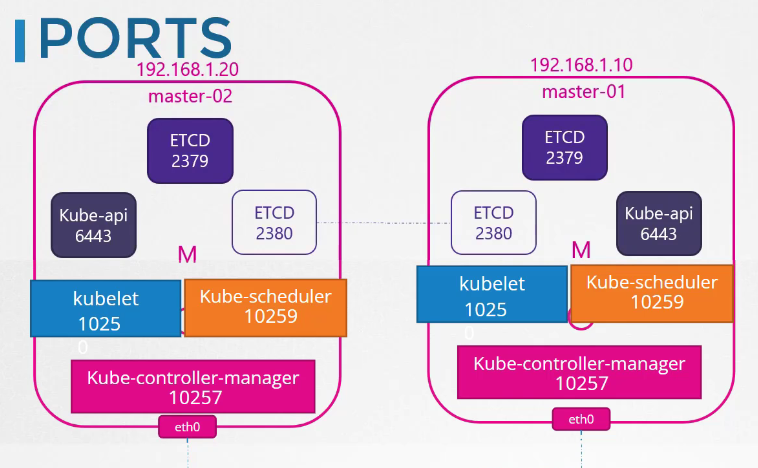 PORTS
192.168.1.20
master-02
ETCD
2379
Kube-api
6443
ETCD
2380
M
kubelet
1025
0
Kube-scheduler
10259
Kube-controller-manager
10257
eth0
192.168.1.10
master-01
ETCD
2379
ETCD
2380
Kube-api
6443
M
kubelet
1025
0
Kube-scheduler
10259
Kube-controller-manager
10257
eth0